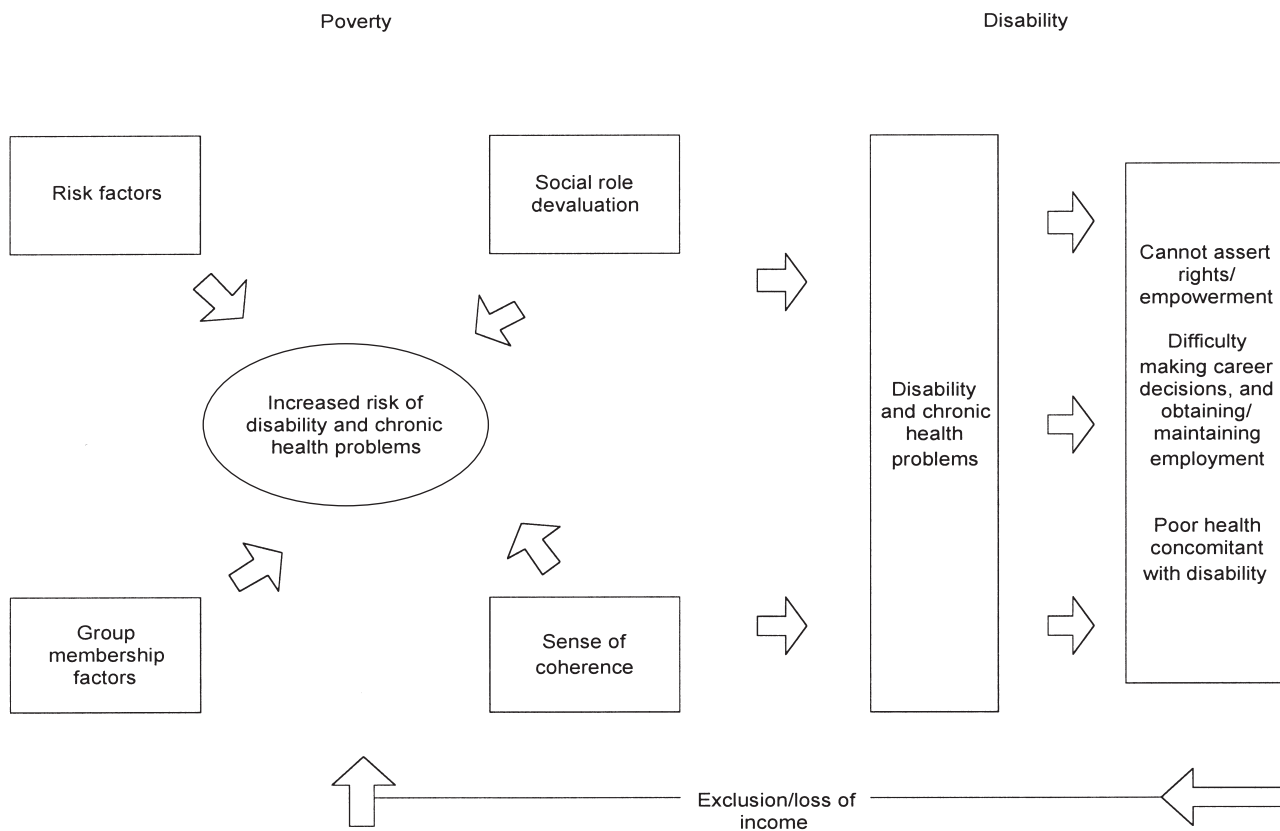 Poverty
Disability
Risk factors
Social role
devaluation
Increased risk of
disability and chronic
health problems
Group
membership
factors
Sense of
coherence
Disability
and chronic
health
problems
Cannot assert
rights/
empowerment
Difficulty
making career
decisions, and
obtaining/
maintaining
employment
Poor health
concomitant
with disability
Exclusion/loss of
income